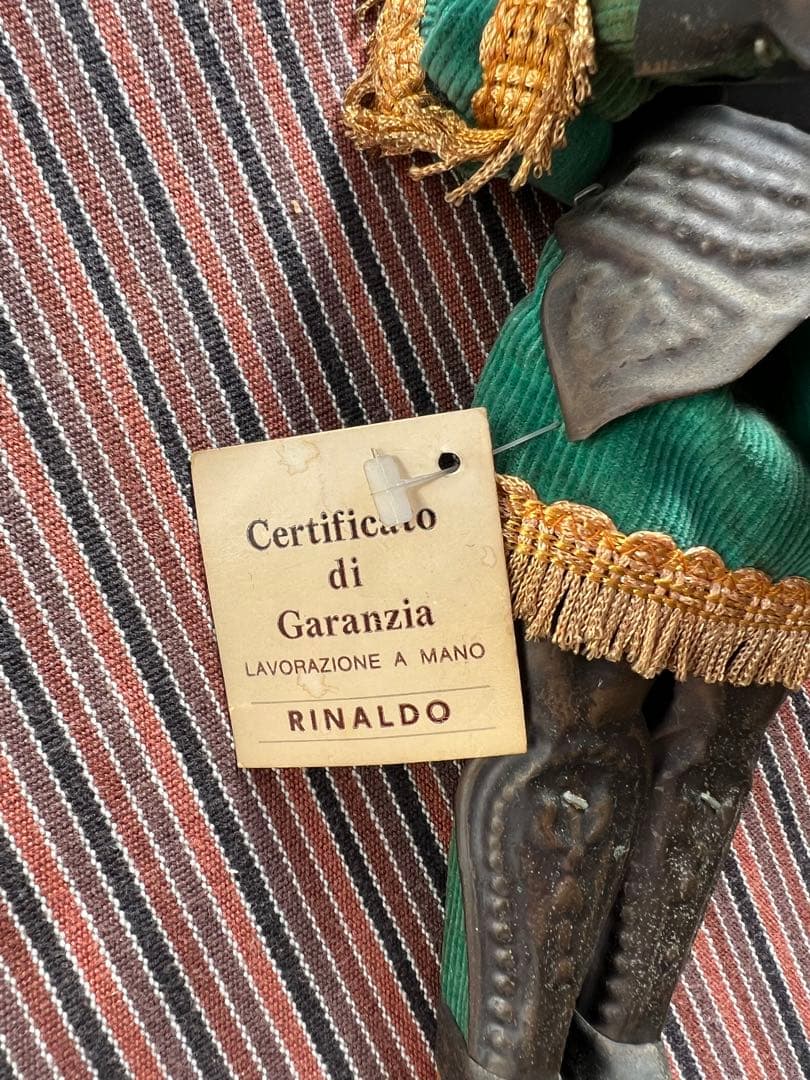 Certificato
di
Garanzia
LAVORAZIONE A MANO
RINALDO